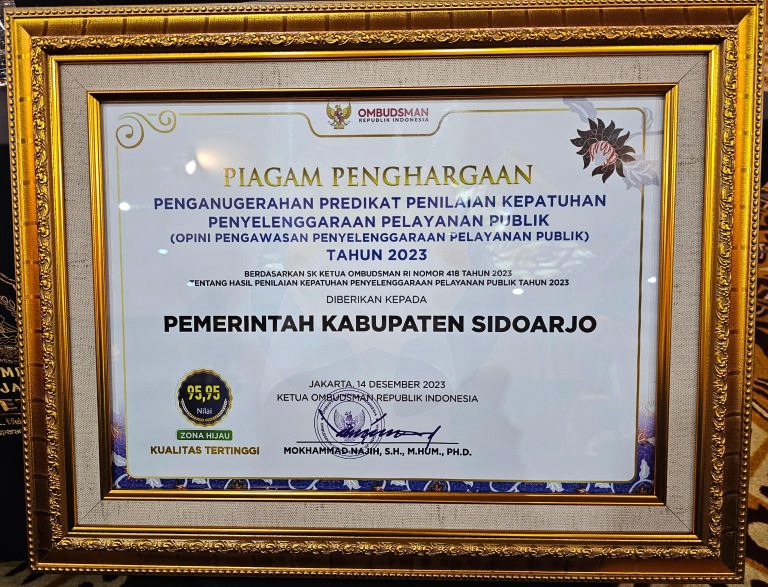 OMBUDSMAN
REPUBLIK INDONESIA
PIAGAM PENGHARGAAN
PENGANUGERAHAN PREDIKAT PENILAIAN KEPATUHAN
PENYELENGGARAAN PELAYANAN PUBLIK
(OPINI PENGAWASAN PENYELENGGARAAN PELAYANAN PUBLIK)
TAHUN 2023
BERDASARKAN SK KETUA OMBUDSMAN RI NOMOR 418 TAHUN 2023
TENTANG HASIL PENILAIAN KEPATUHAN PENYELENGGARAAN PELAYANAN PUBLIK TAHUN 2023
DIBERIKAN KEPADA
PEMERINTAH KABUPATEN SIDOARJO
95,95
Nilai
ZONA HIJAU
KUALITAS TERTINGGI
JAKARTA, 14 DESEMBER 2023
KETUA OMBUDSMAN REPUBLIK INDONESIA
MOKHAMMAD NAJIH, S.H., M.HUM., PH.D.